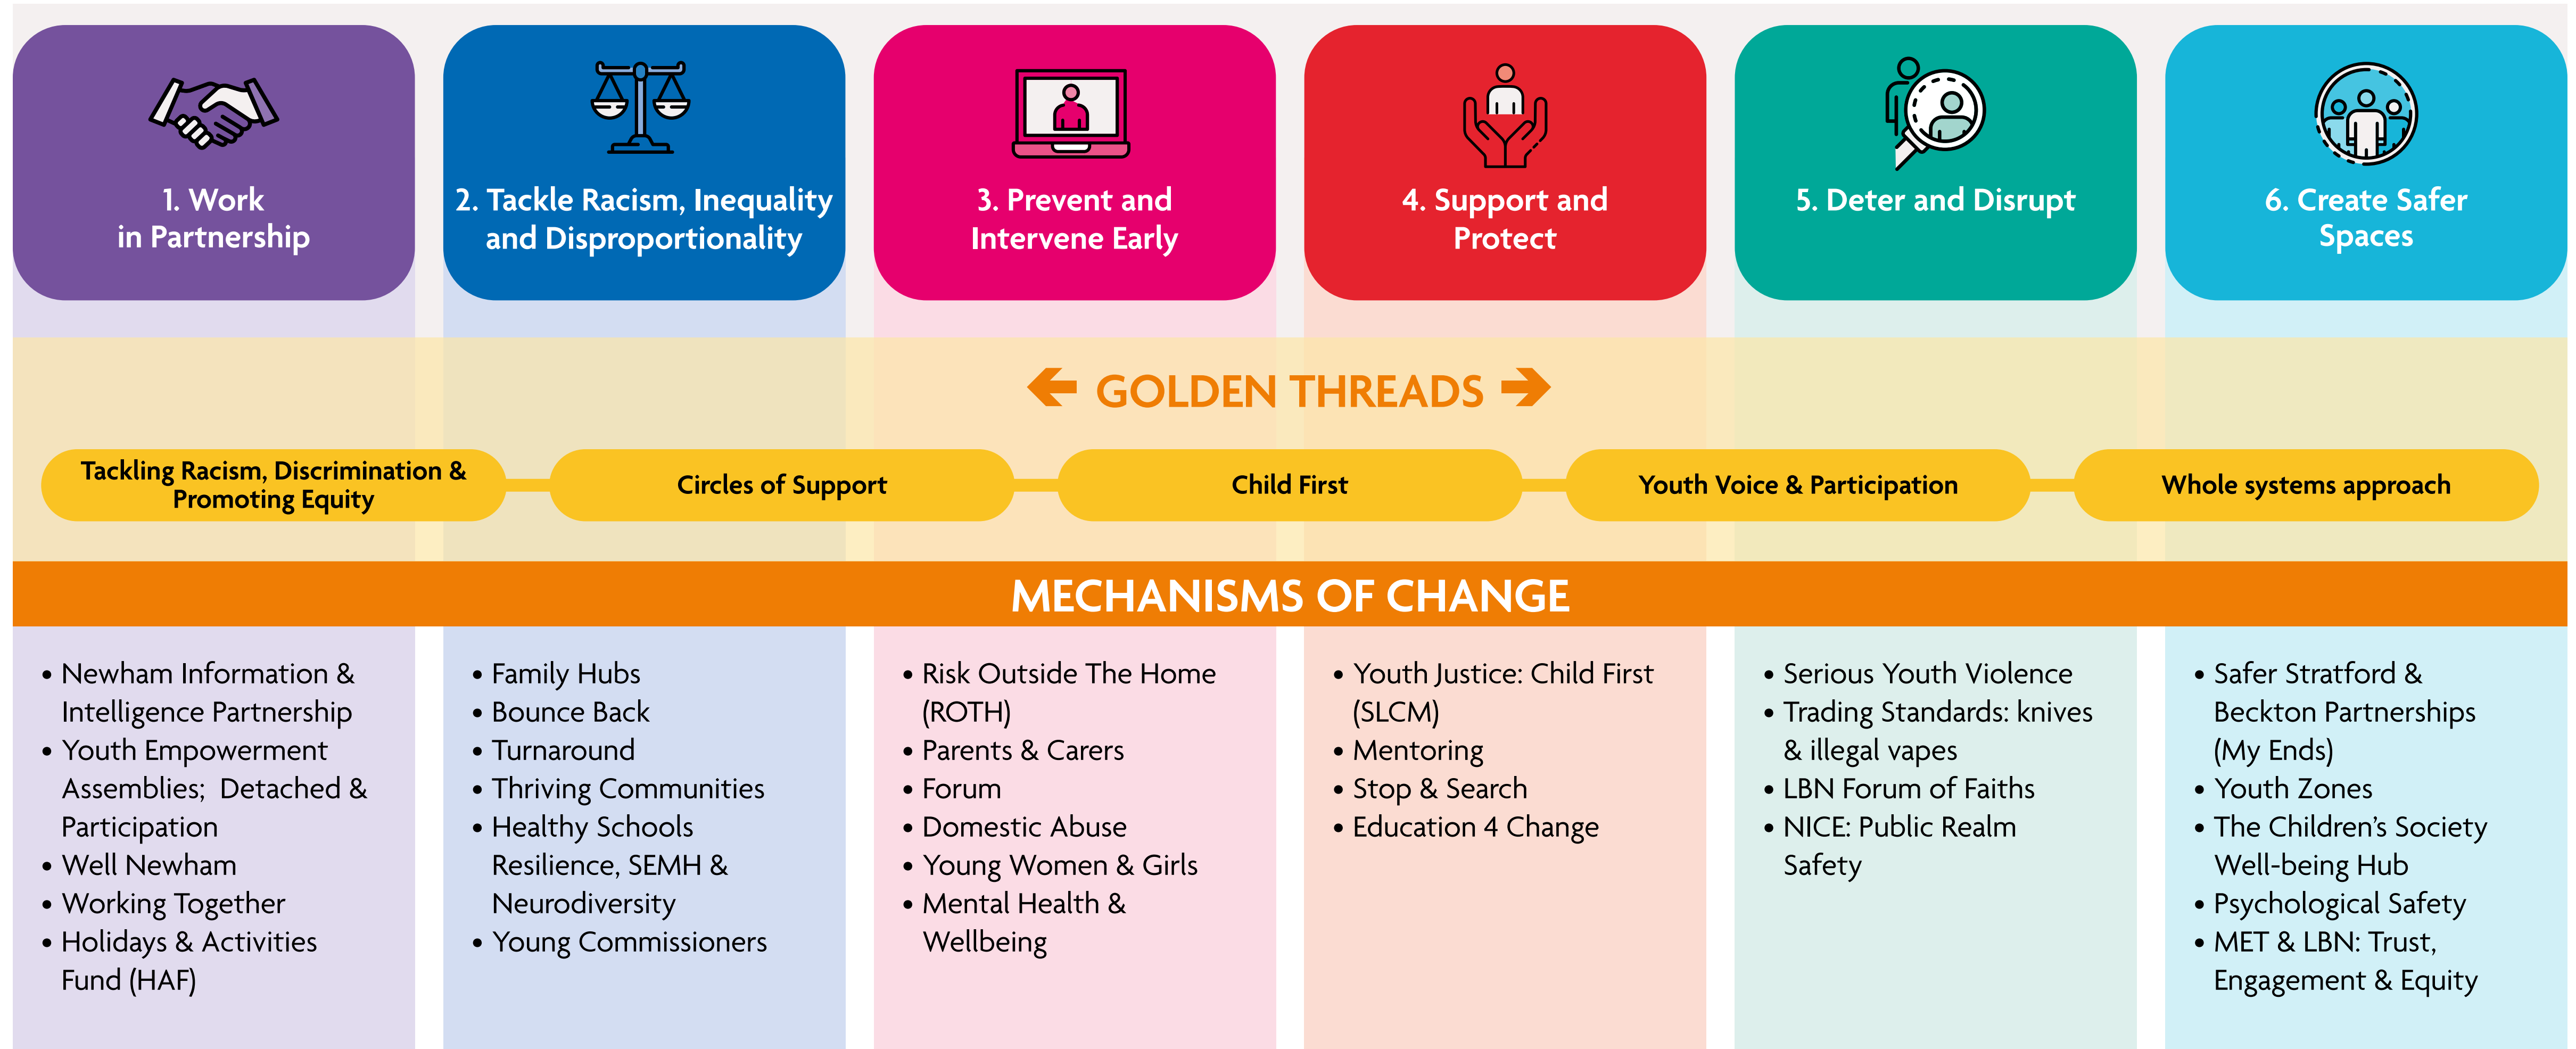 1. Work
in Partnership
2. Tackle Racism, Inequality
and Disproportionality
3. Prevent and
Intervene Early
4. Support and
Protect
5. Deter and Disrupt
6. Create Safer
Spaces
GOLDEN THREADS
Tackling Racism, Discrimination &
Promoting Equity
Circles of Support
Child First
Youth Voice & Participation
Whole systems approach
MECHANISMS OF CHANGE
• Newham Information &
Intelligence Partnership
• Youth Empowerment
Assemblies; Detached &
Participation
• Well Newham
• Working Together
• Holidays & Activities
Fund (HAF)
• Family Hubs
• Bounce Back
• Turnaround
• Thriving Communities
• Healthy Schools
Resilience, SEMH &
Neurodiversity
• Young Commissioners
• Risk Outside The Home
(ROTH)
• Parents & Carers
• Forum
• Domestic Abuse
• Young Women & Girls
• Mental Health &
Wellbeing
• Youth Justice: Child First
(SLCM)
• Mentoring
• Stop & Search
• Education 4 Change
• Serious Youth Violence
• Trading Standards: knives
& illegal vapes
• LBN Forum of Faiths
• NICE: Public Realm
Safety
• Safer Stratford &
Beckton Partnerships
(My Ends)
• Youth Zones
• The Children’s Society
Well-being Hub
• Psychological Safety
• MET & LBN: Trust,
Engagement & Equity